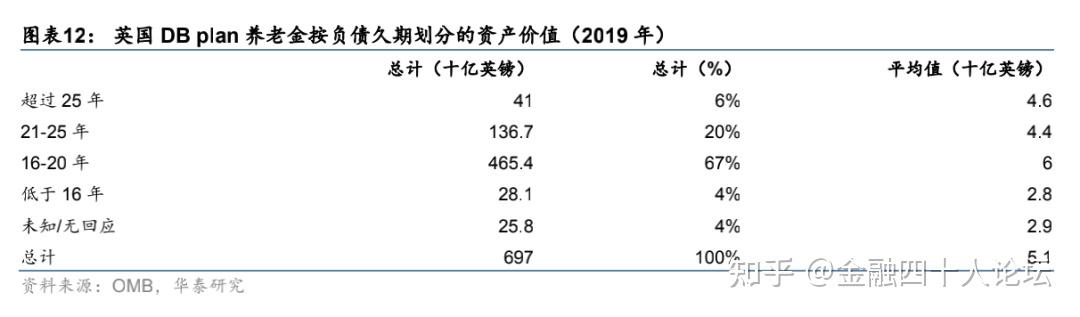 图表12： 英国 DB plan 养老金按负债久期划分的资产价值（2019 年）
总计（十亿英镑） 总计（%） 平均值（十亿英镑）
超过 25 年 41 6% 4.6
21-25 年 136.7 20% 4.4
16-20 年 465.4 67% 6
低于 16 年 28.1 4% 2.8
未知/无回应 25.8 4% 2.9
总计 697 100% 5.1
资料来源：OMB，华泰研究
知乎 @金融四十人论坛